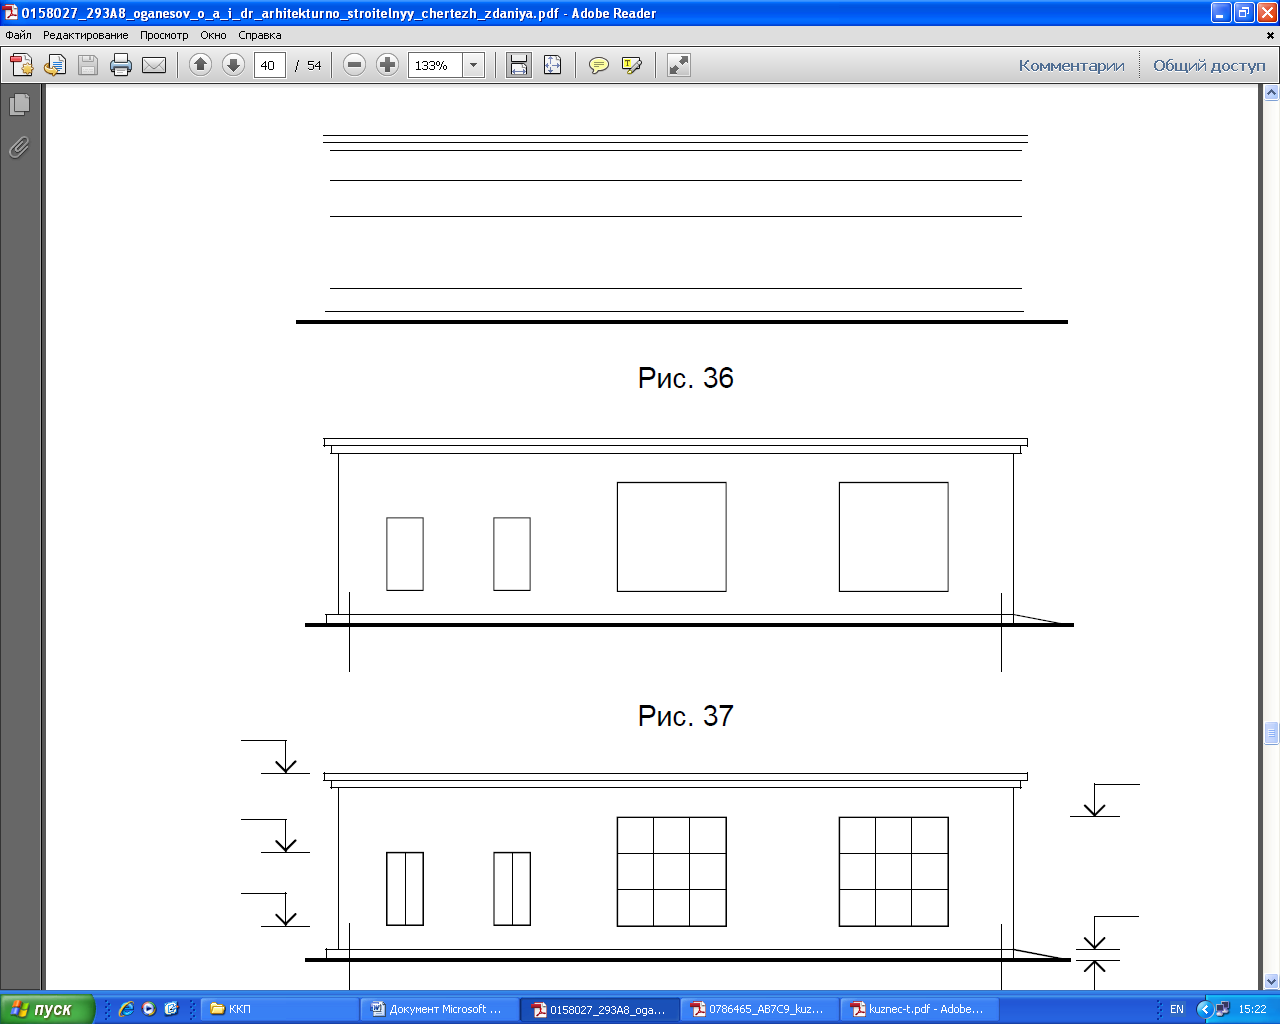 0158027_293A8_oganesov_o_a_i_dr_arhitekturno_stroitelnyy_chertezh_zdaniya.pdf - Adobe Reader
Файл Редактирование Просмотр Окно Справка
40 / 54 133% Комментарии Общий доступ
Рис. 36
Рис. 37
пуск ККП Документ Microsoft ... 0158027_293A8_oga... 0786465_AB7C9_kuz... kuznec-t.pdf - Adobe... EN 15:22